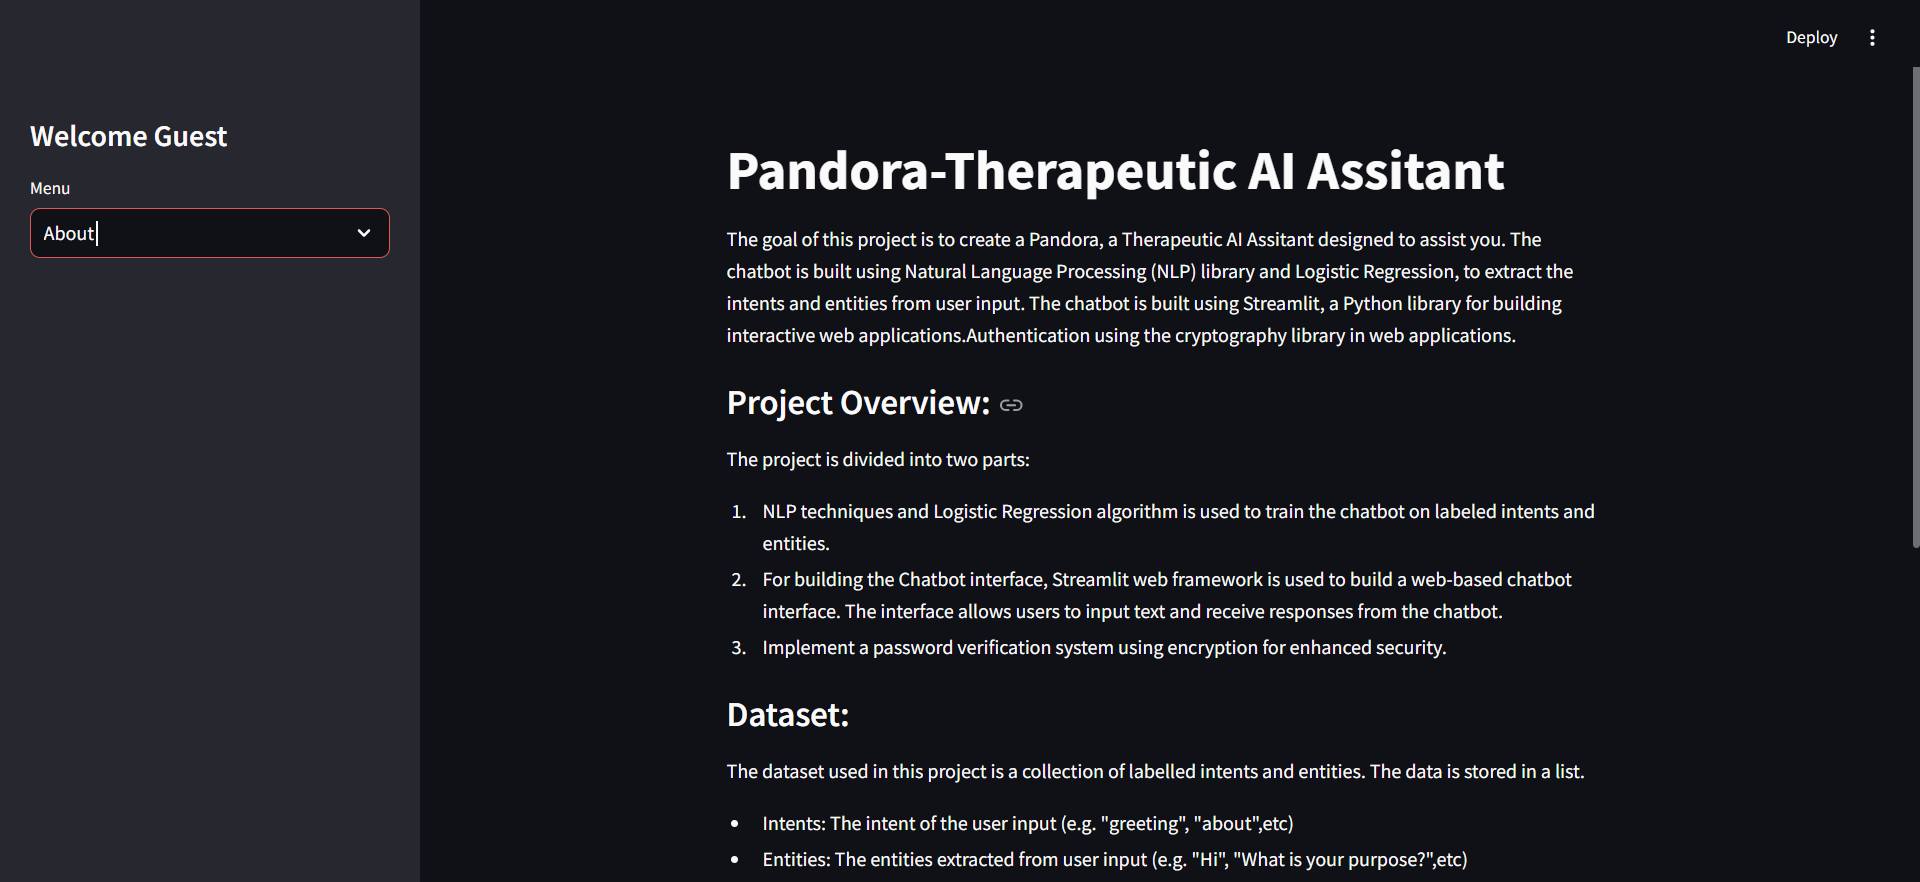 Deploy
Welcome Guest
Menu
About
Pandora-Therapeutic AI Assitant
The goal of this project is to create a Pandora, a Therapeutic AI Assitant designed to assist you. The
chatbot is built using Natural Language Processing (NLP) library and Logistic Regression, to extract the
intents and entities from user input. The chatbot is built using Streamlit, a Python library for building
interactive web applications.Authentication using the cryptography library in web applications.
Project Overview:
The project is divided into two parts:
1. NLP techniques and Logistic Regression algorithm is used to train the chatbot on labeled intents and
entities.
2. For building the Chatbot interface, Streamlit web framework is used to build a web-based chatbot
interface. The interface allows users to input text and receive responses from the chatbot.
3. Implement a password verification system using encryption for enhanced security.
Dataset:
The dataset used in this project is a collection of labelled intents and entities. The data is stored in a list.
• Intents: The intent of the user input (e.g. "greeting", "about",etc)
• Entities: The entities extracted from user input (e.g. "Hi", "What is your purpose?",etc)